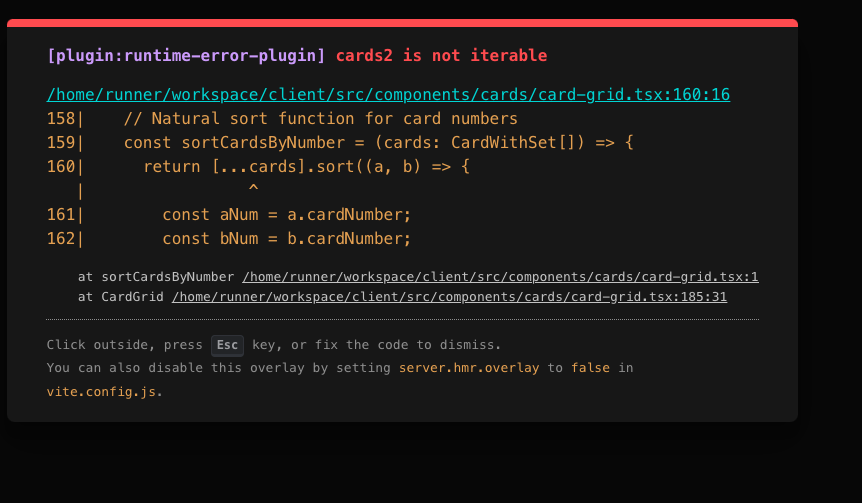 [plugin:runtime-error-plugin] cards2 is not iterable
/home/runner/workspace/client/src/components/cards/card-grid.tsx:160:16
158|    // Natural sort function for card numbers
159|    const sortCardsByNumber = (cards: CardWithSet[]) => {
160|      return [...cards].sort((a, b) => {
   |                 ^
161|        const aNum = a.cardNumber;
162|        const bNum = b.cardNumber;
at sortCardsByNumber /home/runner/workspace/client/src/components/cards/card-grid.tsx:1
at CardGrid /home/runner/workspace/client/src/components/cards/card-grid.tsx:185:31
Click outside, press Esc key, or fix the code to dismiss.
You can also disable this overlay by setting server.hmr.overlay to false in
vite.config.js.